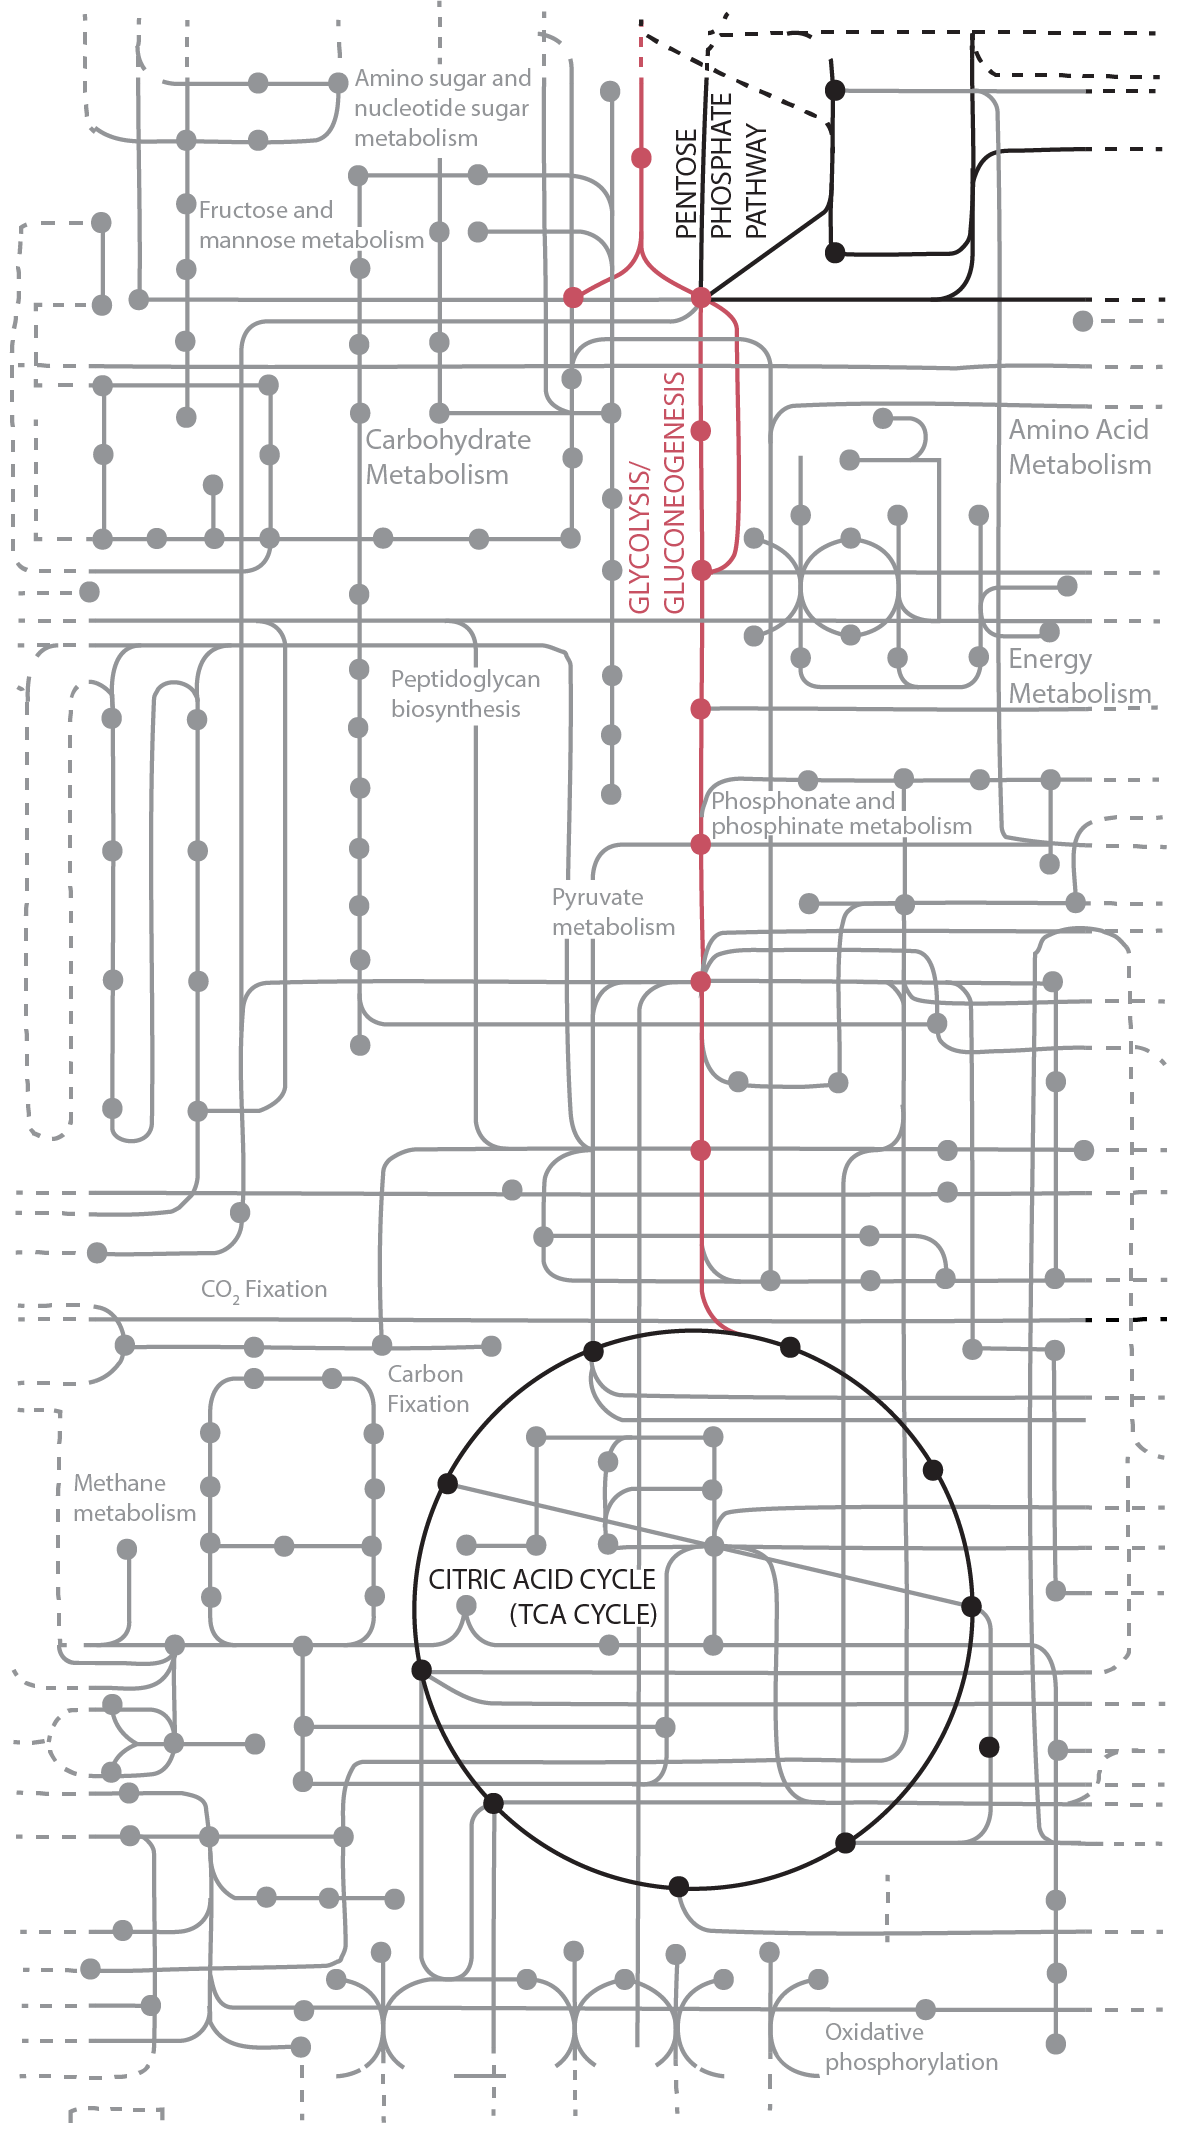 Amino sugar and
nucleotide sugar
metabolism
PENTOSE
PHOSPHATE
PATHWAY
Fructose and
mannose metabolism
Carbohydrate
Metabolism
GLYCOLYSIS/
GLUCONEOGENESIS
Amino Acid
Metabolism
Energy
Metabolism
Peptidoglycan
biosynthesis
Phosphonate and
phosphinate metabolism
Pyruvate
metabolism
CO₂ Fixation
Carbon
Fixation
Methane
metabolism
CITRIC ACID CYCLE
(TCA CYCLE)
Oxidative
phosphorylation